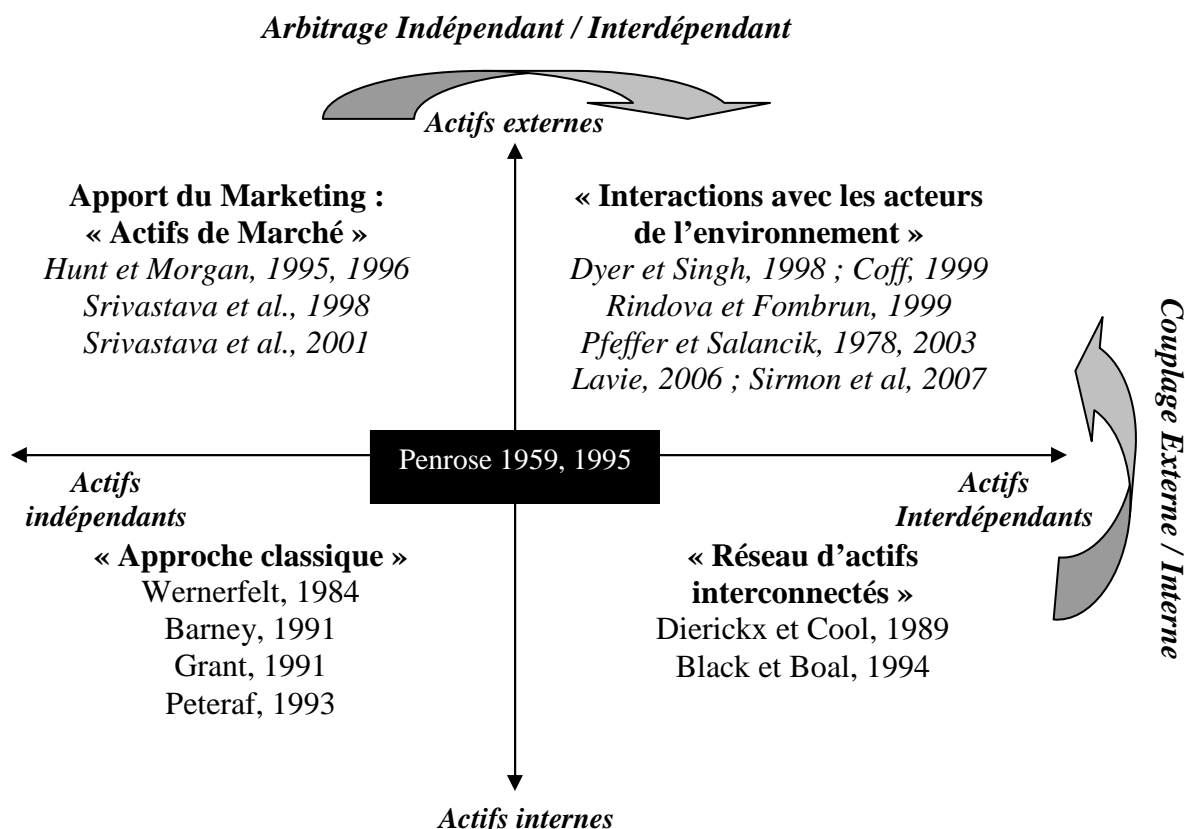 Arbitrage Indépendant / Interdépendant
Actifs externes
Apport du Marketing :
« Actifs de Marché »
Hunt et Morgan, 1995, 1996
Srivastava et al., 1998
Srivastava et al., 2001
« Interactions avec les acteurs
de l’environnement »
Dyer et Singh, 1998 ; Coff, 1999
Rindova et Fombrun, 1999
Pfeffer et Salancik, 1978, 2003
Lavie, 2006 ; Sirmon et al, 2007
Couplage Externe / Interne
Penrose 1959, 1995
Actifs
indépendants
Actifs
Interdépendants
« Approche classique »
Wernerfelt, 1984
Barney, 1991
Grant, 1991
Peteraf, 1993
« Réseau d’actifs
interconnectés »
Dierickx et Cool, 1989
Black et Boal, 1994
Actifs internes